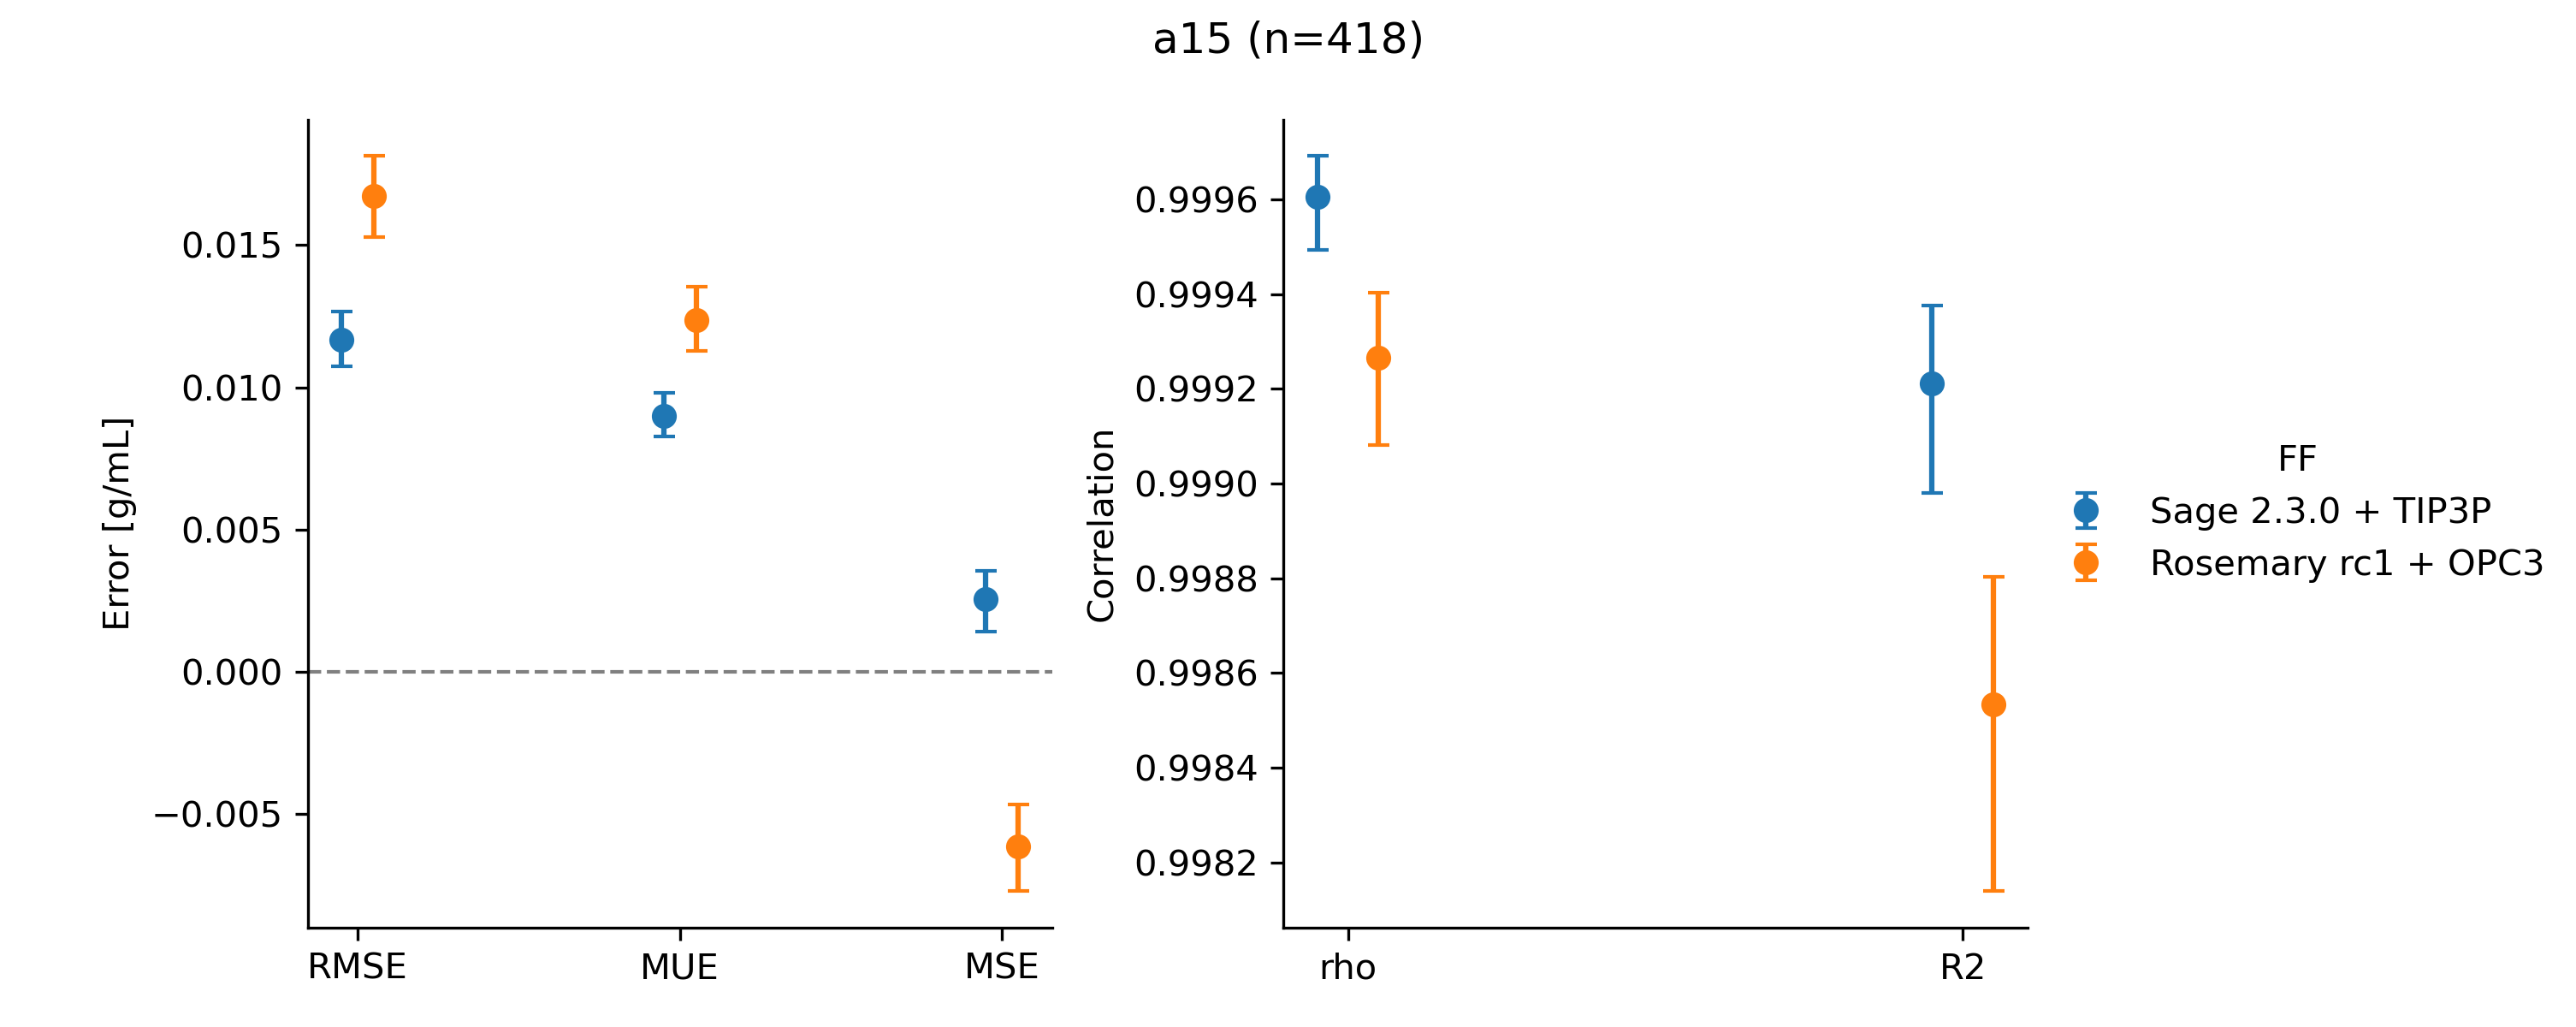 a15 (n=418)
Error [g/mL]
0.015
0.010
0.005
0.000
−0.005
RMSE
MUE
MSE
Correlation
0.9996
0.9994
0.9992
0.9990
0.9988
0.9986
0.9984
0.9982
rho
R2
FF
Sage 2.3.0 + TIP3P
Rosemary rc1 + OPC3